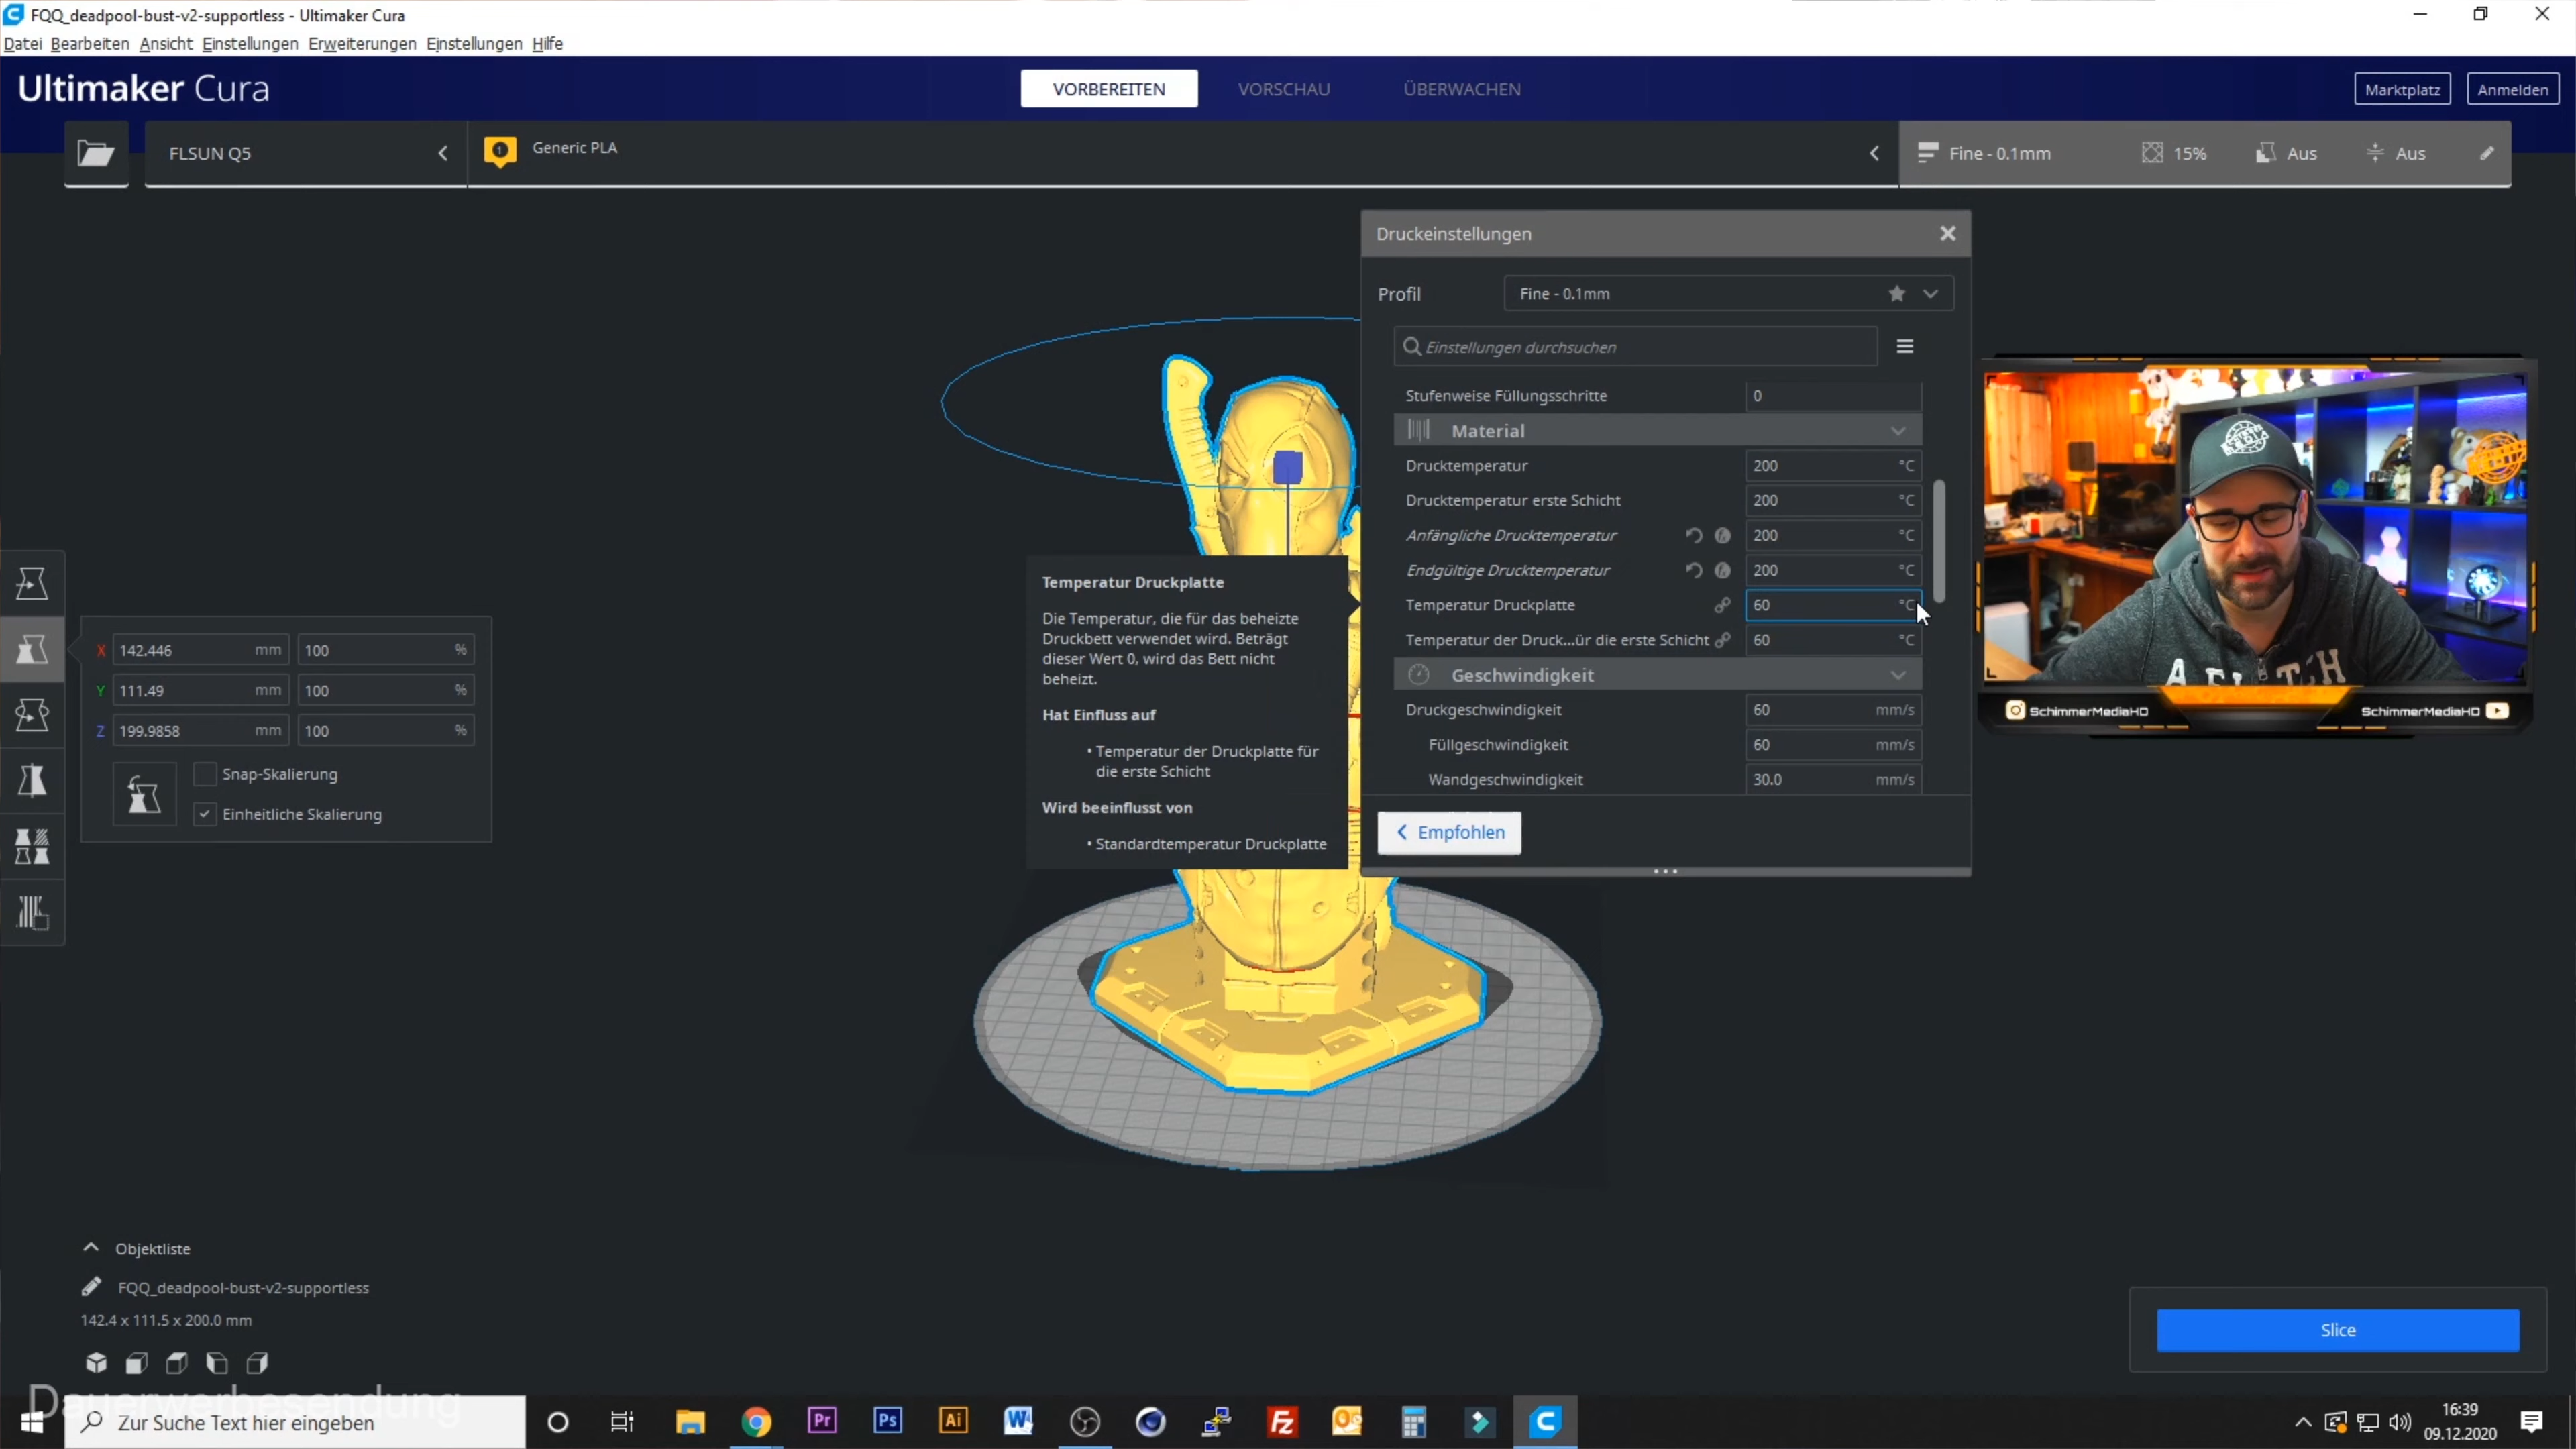 FQQ_deadpool-bust-v2-supportless - Ultimaker Cura
Datei Bearbeiten Ansicht Einstellungen Erweiterungen Einstellungen Hilfe
Ultimaker Cura
VORBEREITEN
VORSCHAU
ÜBERWACHEN
Marktplatz
Anmelden
FLSUN Q5
1
Generic PLA
Fine - 0.1mm
15%
Aus
Aus
Druckeinstellungen
Profil
Fine - 0.1mm
Einstellungen durchsuchen
Stufenweise Füllungsschritte 0
Material
Drucktemperatur 200 °C
Drucktemperatur erste Schicht 200 °C
Anfängliche Drucktemperatur 200 °C
Endgültige Drucktemperatur 200 °C
Temperatur Druckplatte 60 °C
Temperatur der Druck...ür die erste Schicht 60 °C
Geschwindigkeit
Druckgeschwindigkeit 60 mm/s
Füllgeschwindigkeit 60 mm/s
Wandgeschwindigkeit 30.0 mm/s
Empfohlen
Temperatur Druckplatte
Die Temperatur, die für das beheizte
Druckbett verwendet wird. Beträgt
dieser Wert 0, wird das Bett nicht
beheizt.
Hat Einfluss auf
• Temperatur der Druckplatte für
die erste Schicht
Wird beeinflusst von
• Standardtemperatur Druckplatte
X 142.446 mm 100 %
Y 111.49 mm 100 %
Z 199.9858 mm 100 %
Snap-Skalierung
Einheitliche Skalierung
SchimmerMediaHD
SchimmerMediaHD
Objektliste
FQQ_deadpool-bust-v2-supportless
142.4 x 111.5 x 200.0 mm
Slice
Dauerwerbesendung
Zur Suche Text hier eingeben
Pr
Ps
Ai
W
Fz
16:39
09.12.2020